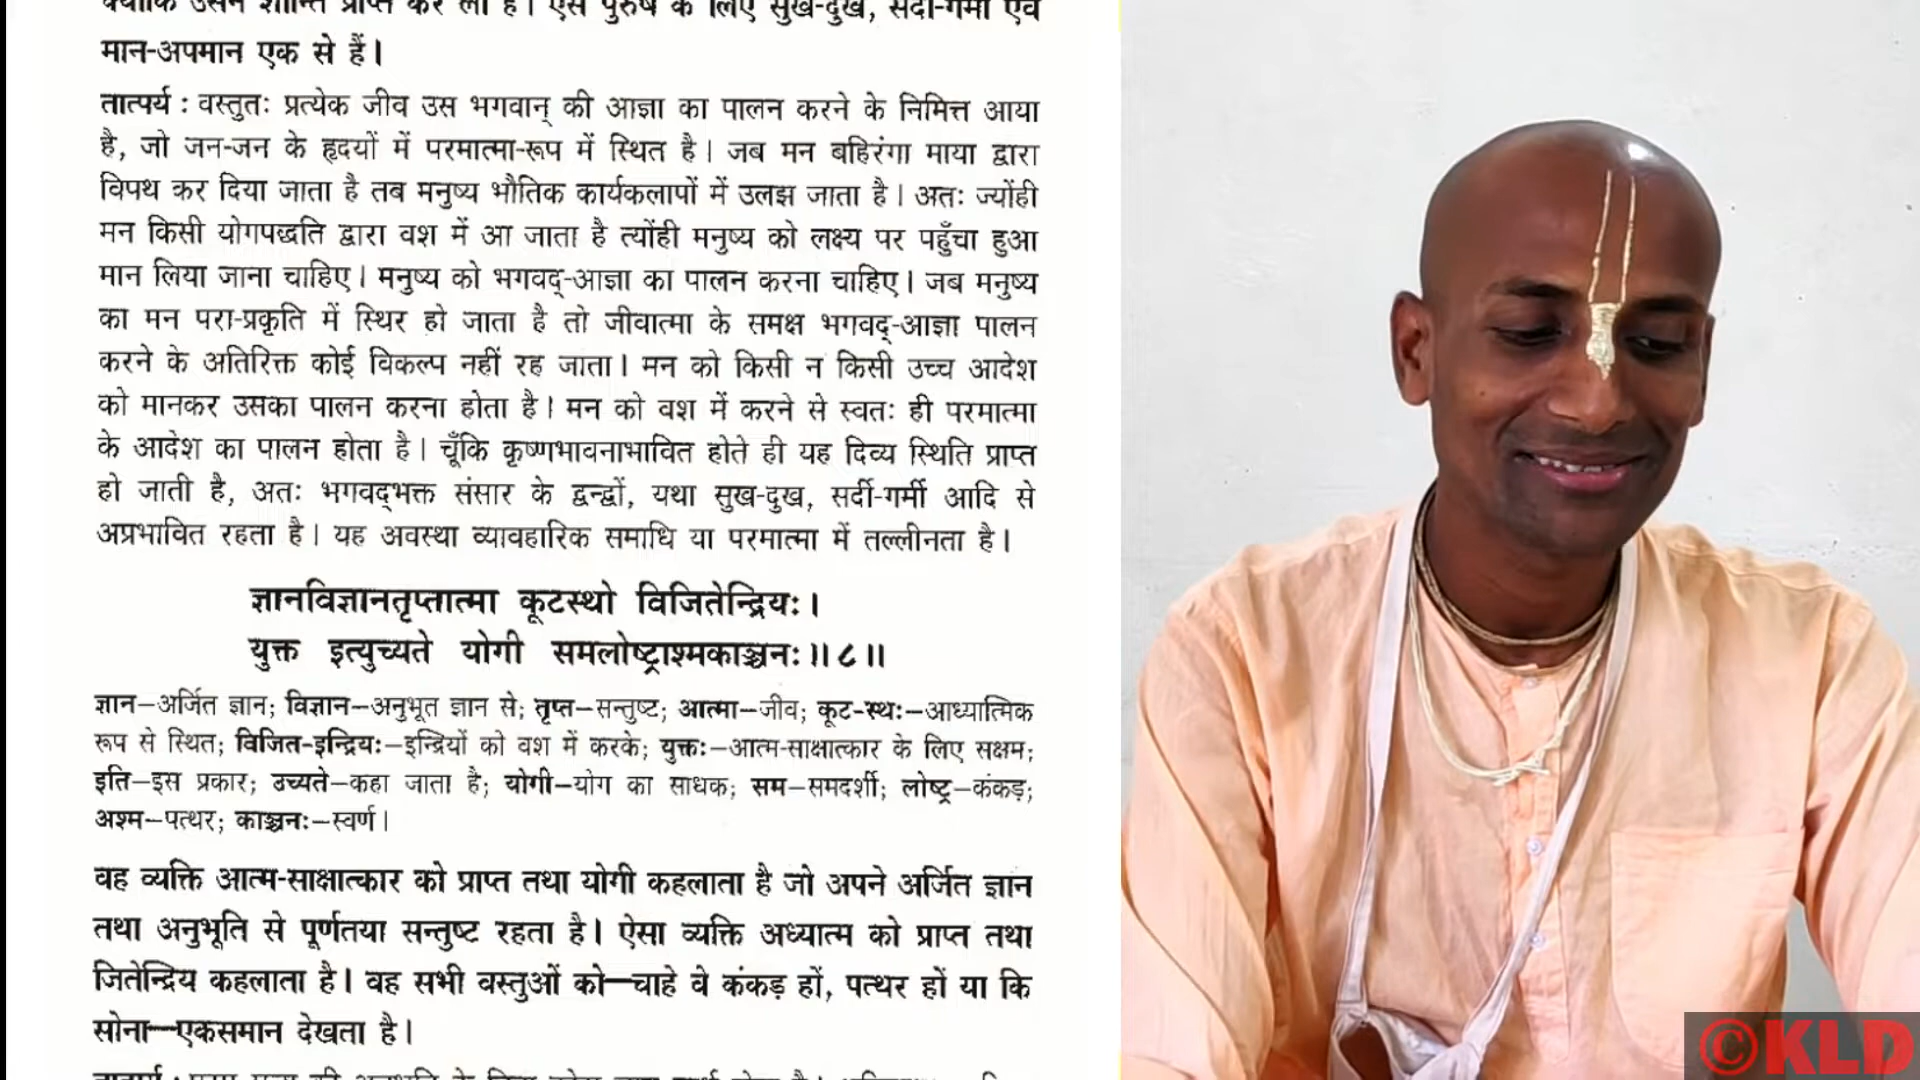 क्योंकि उसने शान्ति प्राप्त कर ली है। ऐसे पुरुष के लिए सुख-दुख, सर्दी-गर्मी एवं
मान-अपमान एक से हैं।
तात्पर्य : वस्तुतः प्रत्येक जीव उस भगवान् की आज्ञा का पालन करने के निमित्त आया
है, जो जन-जन के हृदयों में परमात्मा-रूप में स्थित है। जब मन बहिरंगा माया द्वारा
विपथ कर दिया जाता है तब मनुष्य भौतिक कार्यकलापों में उलझ जाता है। अतः ज्योंही
मन किसी योगपद्धति द्वारा वश में आ जाता है त्योंही मनुष्य को लक्ष्य पर पहुँचा हुआ
मान लिया जाना चाहिए। मनुष्य को भगवद्-आज्ञा का पालन करना चाहिए। जब मनुष्य
का मन परा-प्रकृति में स्थिर हो जाता है तो जीवात्मा के समक्ष भगवद्-आज्ञा पालन
करने के अतिरिक्त कोई विकल्प नहीं रह जाता। मन को किसी न किसी उच्च आदेश
को मानकर उसका पालन करना होता है। मन को वश में करने से स्वतः ही परमात्मा
के आदेश का पालन होता है। चूँकि कृष्णभावनाभावित होते ही यह दिव्य स्थिति प्राप्त
हो जाती है, अतः भगवद्भक्त संसार के द्वन्द्वों, यथा सुख-दुख, सर्दी-गर्मी आदि से
अप्रभावित रहता है। यह अवस्था व्यावहारिक समाधि या परमात्मा में तल्लीनता है।
ज्ञानविज्ञानतृप्तात्मा कूटस्थो विजितेन्द्रियः।
युक्त इत्युच्यते योगी समलोष्ट्राश्मकाञ्चनः॥८॥
ज्ञान—अर्जित ज्ञान; विज्ञान—अनुभूत ज्ञान से; तृप्त—सन्तुष्ट; आत्मा—जीव; कूट-स्थः—आध्यात्मिक
रूप से स्थित; विजित-इन्द्रियः—इन्द्रियों को वश में करके; युक्तः—आत्म-साक्षात्कार के लिए सक्षम;
इति—इस प्रकार; उच्यते—कहा जाता है; योगी—योग का साधक; सम—समदर्शी; लोष्ट्र—कंकड़;
अश्म—पत्थर; काञ्चनः—स्वर्ण।
वह व्यक्ति आत्म-साक्षात्कार को प्राप्त तथा योगी कहलाता है जो अपने अर्जित ज्ञान
तथा अनुभूति से पूर्णतया सन्तुष्ट रहता है। ऐसा व्यक्ति अध्यात्म को प्राप्त तथा
जितेन्द्रिय कहलाता है। वह सभी वस्तुओं को—चाहे वे कंकड़ हों, पत्थर हों या कि
सोना—एकसमान देखता है।
©KLD